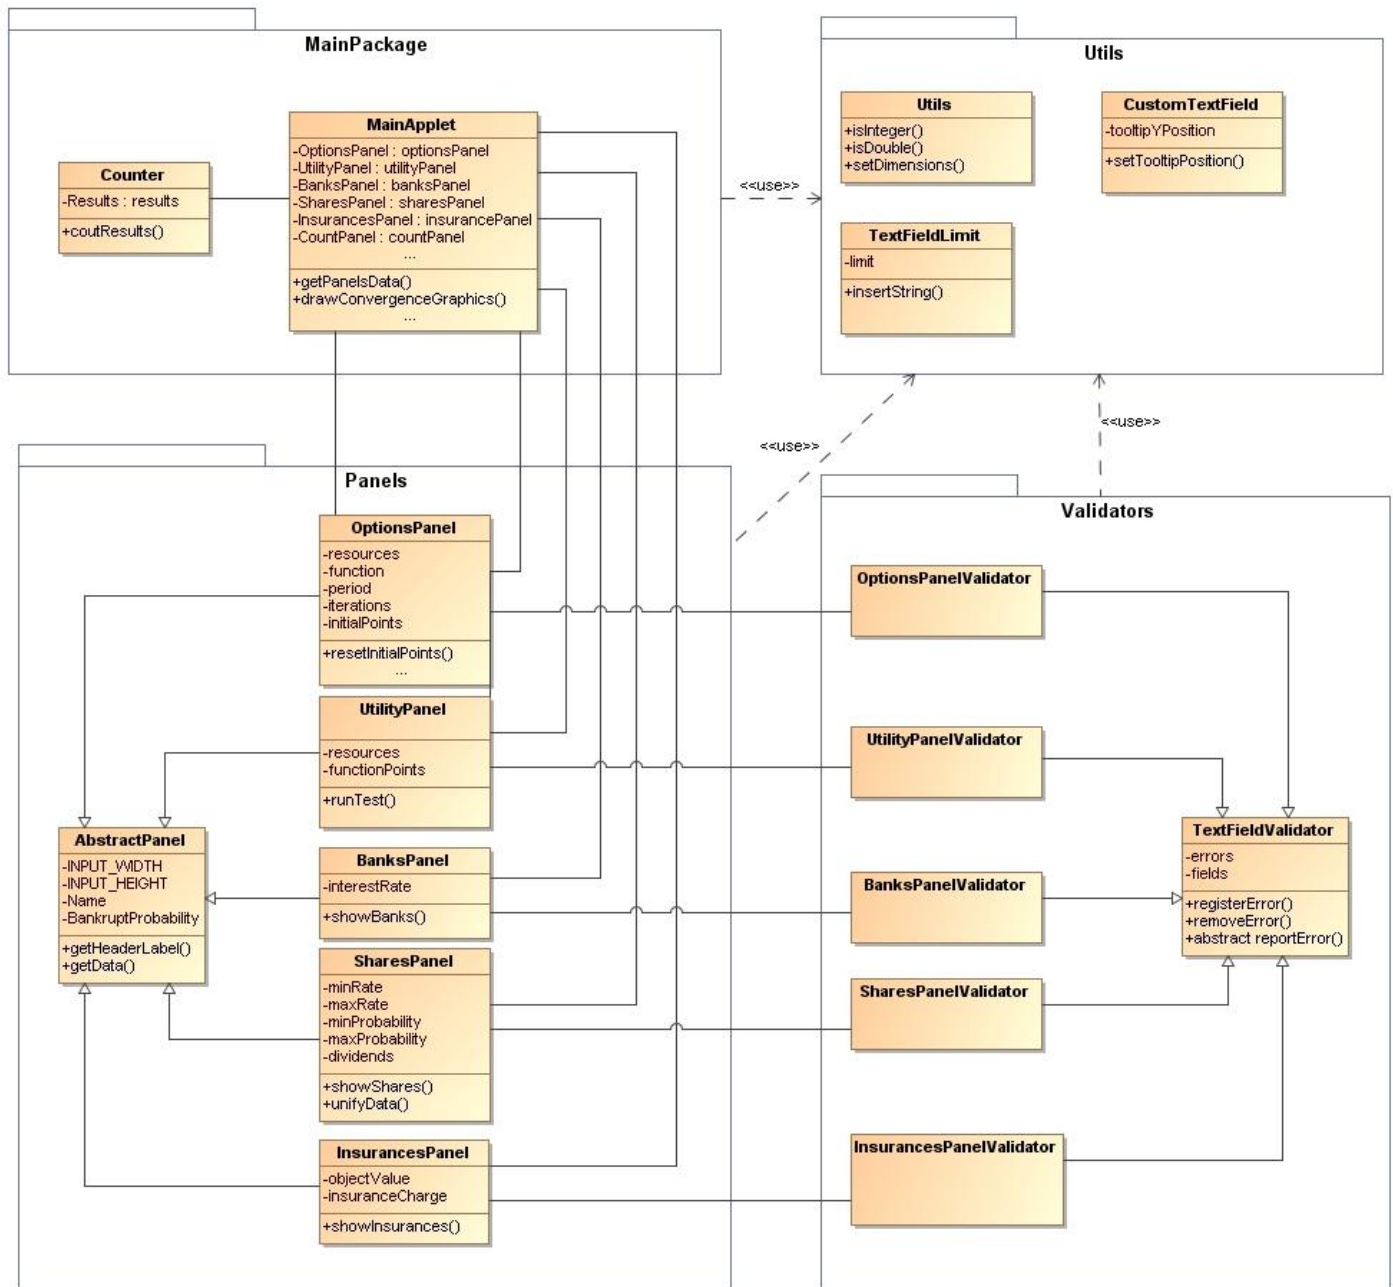 MainPackage
Counter
-Results : results
+coutResults()
MainApplet
-OptionsPanel : optionsPanel
-UtilityPanel : utilityPanel
-BanksPanel : banksPanel
-SharesPanel : sharesPanel
-InsurancesPanel : insurancePanel
-CountPanel : countPanel
...
+getPanelsData()
+drawConvergenceGraphics()
...
<<use>>
Utils
Utils
+isInteger()
+isDouble()
+setDimensions()
CustomTextField
-tooltipYPosition
+setTooltipPosition()
TextFieldLimit
-limit
+insertString()
<<use>>
<<use>>
Panels
OptionsPanel
-resources
-function
-period
-iterations
-initialPoints
+resetInitialPoints()
...
UtilityPanel
-resources
-functionPoints
+runTest()
AbstractPanel
-INPUT_WIDTH
-INPUT_HEIGHT
-Name
-BankruptProbability
+getHeaderLabel()
+getData()
BanksPanel
-interestRate
+showBanks()
SharesPanel
-minRate
-maxRate
-minProbability
-maxProbability
-dividends
+showShares()
+unifyData()
InsurancesPanel
-objectValue
-insuranceCharge
+showInsurances()
Validators
OptionsPanelValidator
UtilityPanelValidator
BanksPanelValidator
SharesPanelValidator
InsurancesPanelValidator
TextFieldValidator
-errors
-fields
+registerError()
+removeError()
+abstract reportError()